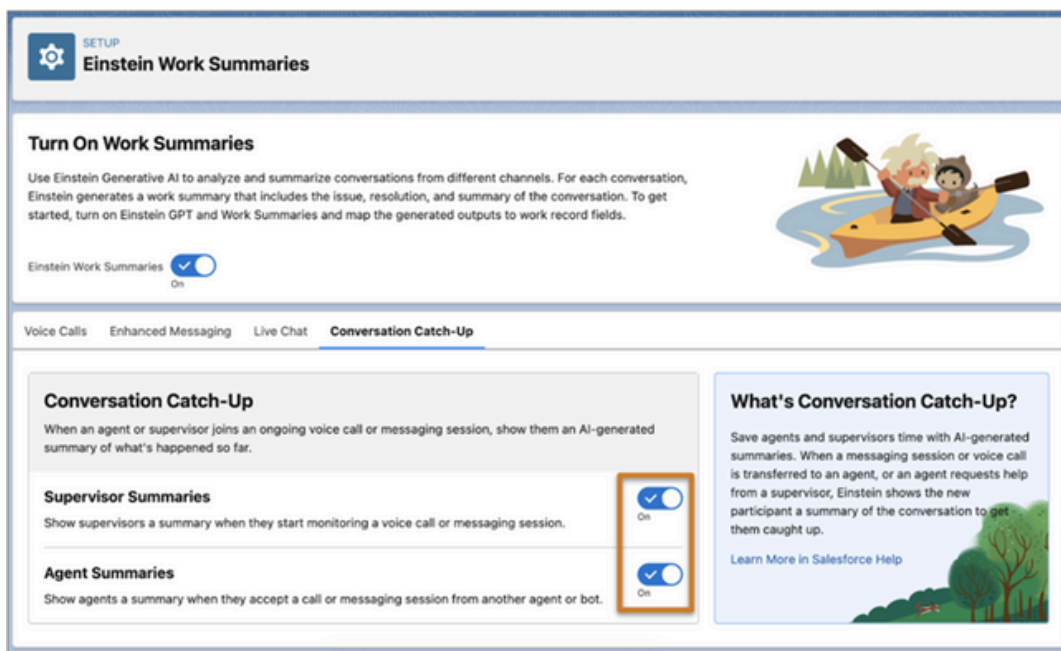 SETUP
Einstein Work Summaries
Turn On Work Summaries
Use Einstein Generative AI to analyze and summarize conversations from different channels. For each conversation,
Einstein generates a work summary that includes the issue, resolution, and summary of the conversation. To get
started, turn on Einstein GPT and Work Summaries and map the generated outputs to work record fields.
Einstein Work Summaries
On
Voice Calls Enhanced Messaging Live Chat Conversation Catch-Up
Conversation Catch-Up
When an agent or supervisor joins an ongoing voice call or messaging session, show them an AI-generated
summary of what's happened so far.
Supervisor Summaries
On
Show supervisors a summary when they start monitoring a voice call or messaging session.
Agent Summaries
On
Show agents a summary when they accept a call or messaging session from another agent or bot.
What's Conversation Catch-Up?
Save agents and supervisors time with AI-generated
summaries. When a messaging session or voice call
is transferred to an agent, or an agent requests help
from a supervisor, Einstein shows the new
participant a summary of the conversation to get
them caught up.
Learn More in Salesforce Help